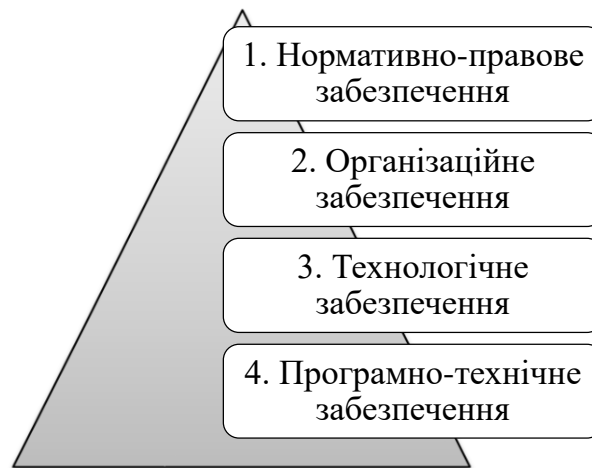 1. Нормативно-правове
забезпечення
2. Організаційне
забезпечення
3. Технологічне
забезпечення
4. Програмно-технічне
забезпечення